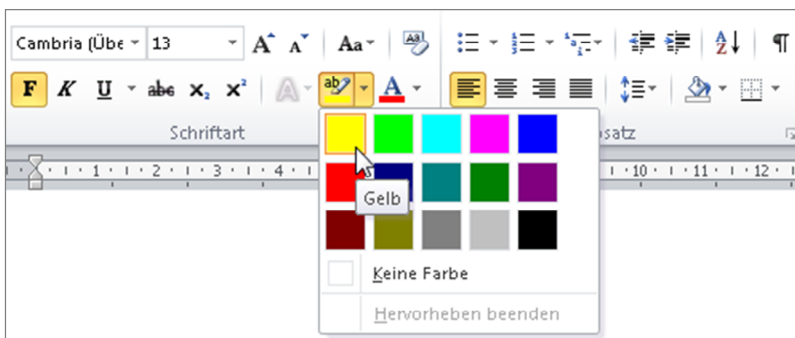 Cambria (Übe 13 A A Aa
F K U abe x₂ x² A ab A A Z ¶
Schriftart satz
1 2 3 4 10 11 12
Gelb
Keine Farbe
Hervorheben beenden